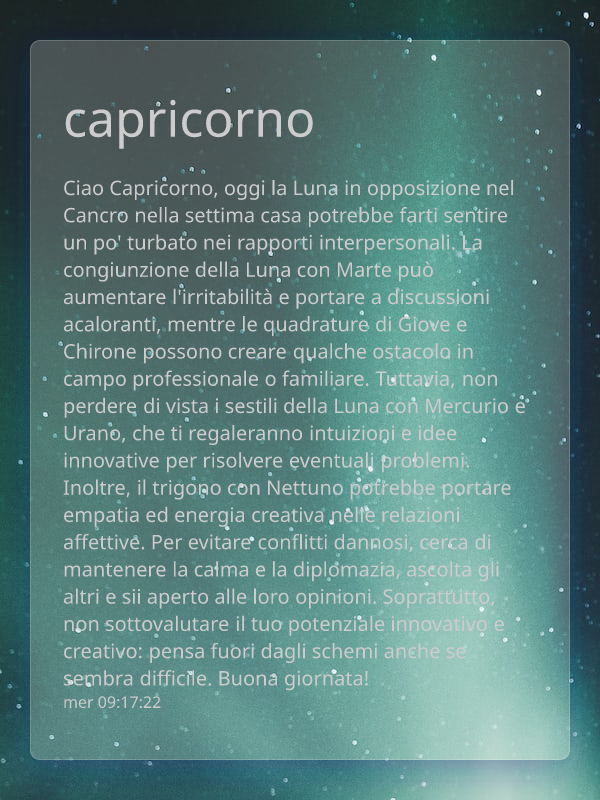 capricorno
Ciao Capricorno, oggi la Luna in opposizione nel
Cancro nella settima casa potrebbe farti sentire
un po' turbato nei rapporti interpersonali. La
congiunzione della Luna con Marte può
aumentare l'irritabilità e portare a discussioni
acaloranti, mentre le quadrature di Giove e
Chirone possono creare qualche ostacolo in
campo professionale o familiare. Tuttavia, non
perdere di vista i sestili della Luna con Mercurio e
Urano, che ti regaleranno intuizioni e idee
innovative per risolvere eventuali problemi.
Inoltre, il trigono con Nettuno potrebbe portare
empatia ed energia creativa nelle relazioni
affettive. Per evitare conflitti dannosi, cerca di
mantenere la calma e la diplomazia, ascolta gli
altri e sii aperto alle loro opinioni. Soprattutto,
non sottovalutare il tuo potenziale innovativo e
creativo: pensa fuori dagli schemi anche se
sembra difficile. Buona giornata!
mer 09:17:22